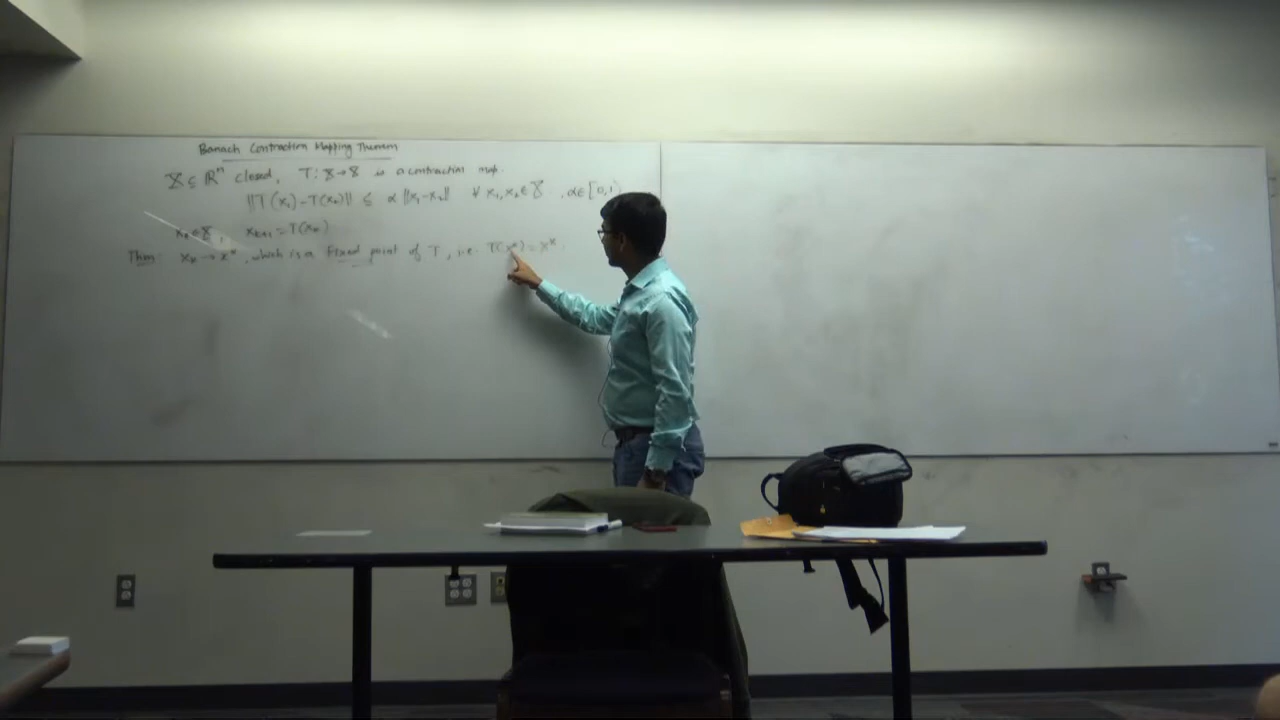 Banach Contraction Mapping Theorem
𝕏 ⊆ ℝⁿ closed, T: 𝕏→𝕏 is a contraction map.
||T(x₁)-T(x₂)|| ≤ α ||x₁-x₂|| ∀ x₁,x₂∈𝕏, α∈[0,1)
x₀∈𝕏, xₖ₊₁=T(xₖ)
Then: xₖ → x*, which is a fixed point of T, i.e. T(x*)=x*.